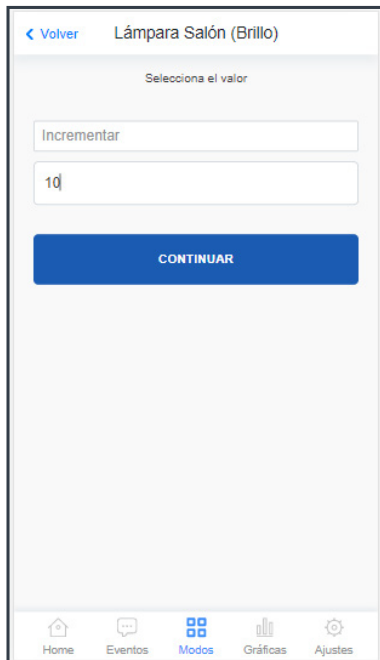 Volver Lámpara Salón (Brillo)
Selecciona el valor
Incrementar
10
CONTINUAR
Home Eventos Modos Gráficas Ajustes